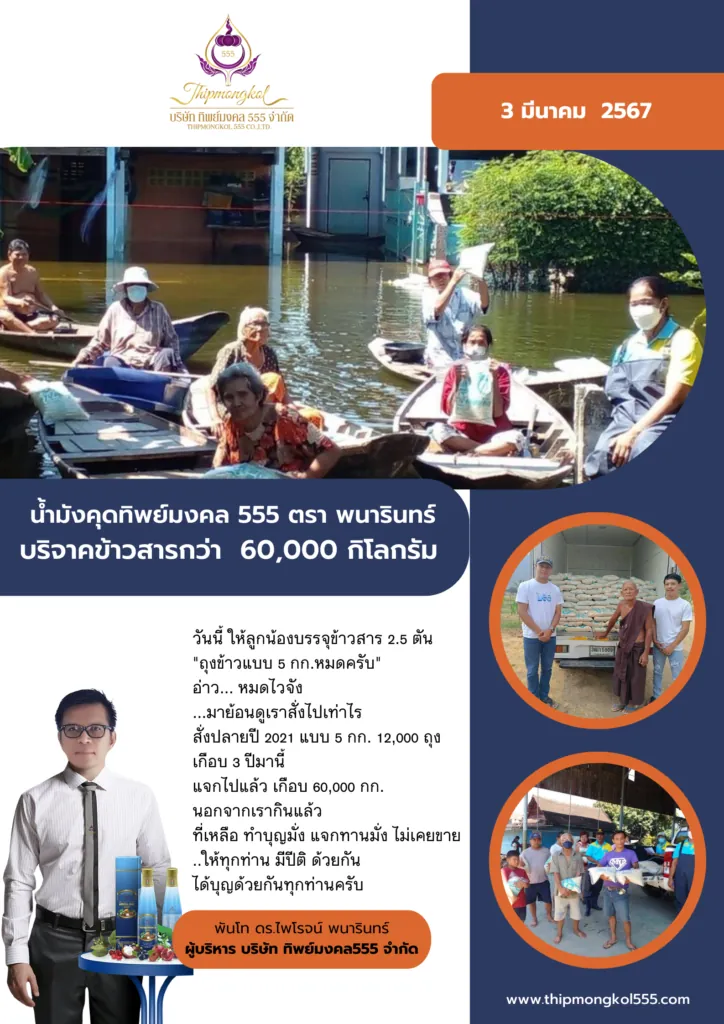 555
Thipmongkol
บริษัท ทิพย์มงคล 555 จำกัด
THIPMONGKOL 555 CO.,LTD.
3 มีนาคม 2567
น้ำมังคุดทิพย์มงคล 555 ตรา พนารินทร์
บริจาคข้าวสารกว่า 60,000 กิโลกรัม
วันนี้ ให้ลูกน้องบรรจุข้าวสาร 2.5 ตัน
"ถุงข้าวแบบ 5 กก.หมดครับ"
อ่าว... หมดไวจัง
...มาย้อนดูเราสั่งไปเท่าไร
สั่งปลายปี 2021 แบบ 5 กก. 12,000 ถุง
เกือบ 3 ปีมานี้
แจกไปแล้ว เกือบ 60,000 กก.
นอกจากเรากินแล้ว
ที่เหลือ ทำบุญมั่ง แจกทานมั่ง ไม่เคยขาย
..ให้ทุกท่าน มีปีติ ด้วยกัน
ได้บุญด้วยกันทุกท่านครับ
พันโท ดร.ไพโรจน์ พนารินทร์
ผู้บริหาร บริษัท ทิพย์มงคล555 จำกัด
www.thipmongkol555.com